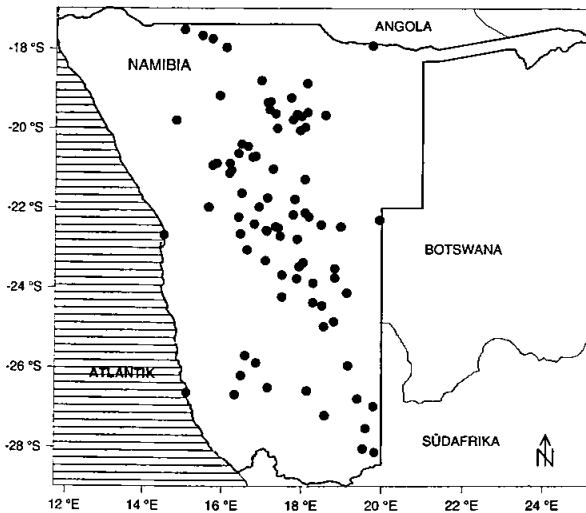 ANGOLA
-18 °S
NAMIBIA
-20 °S
-22 °S
BOTSWANA
-24 °S
ATLANTIK
-26 °S
SÜDAFRIKA
-28 °S
N
12 °E 14 °E 16 °E 18 °E 20 °E 22 °E 24 °E